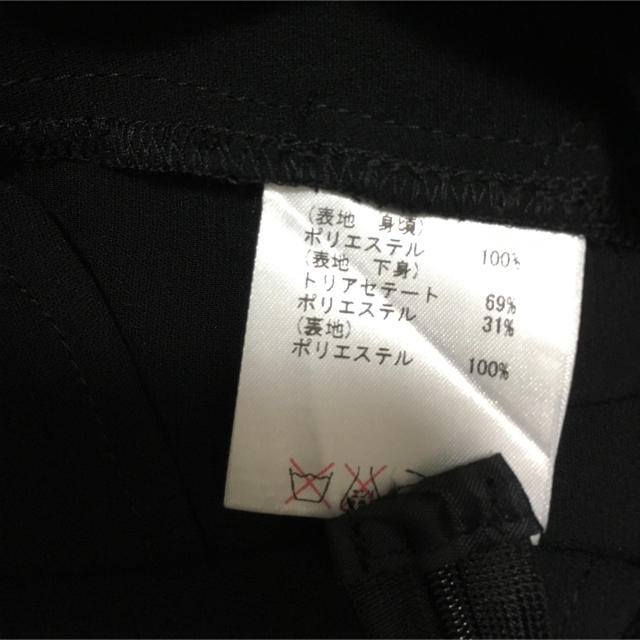 (表地　身頃)
ポリエステル 100%
(表地　下身)
トリアセテート 69%
ポリエステル 31%
(裏地)
ポリエステル 100%